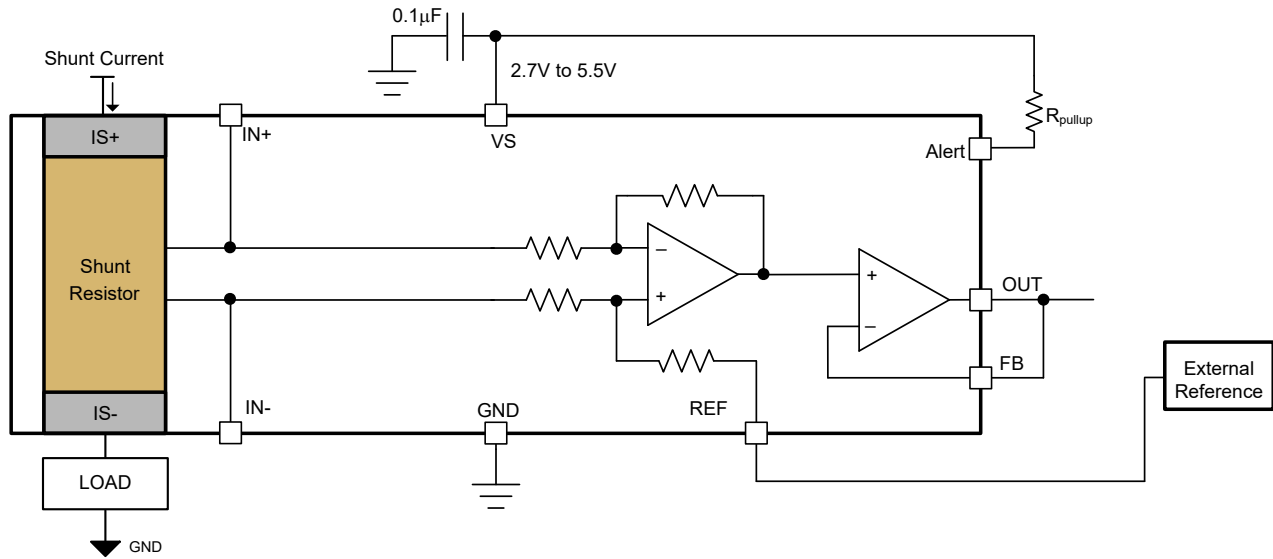 0.1μF
Shunt Current
2.7V to 5.5V
IS+
IN+
VS
Rpullup
Alert
Shunt
Resistor
−
+
+
−
OUT
FB
External
Reference
IS-
IN-
GND
REF
LOAD
GND